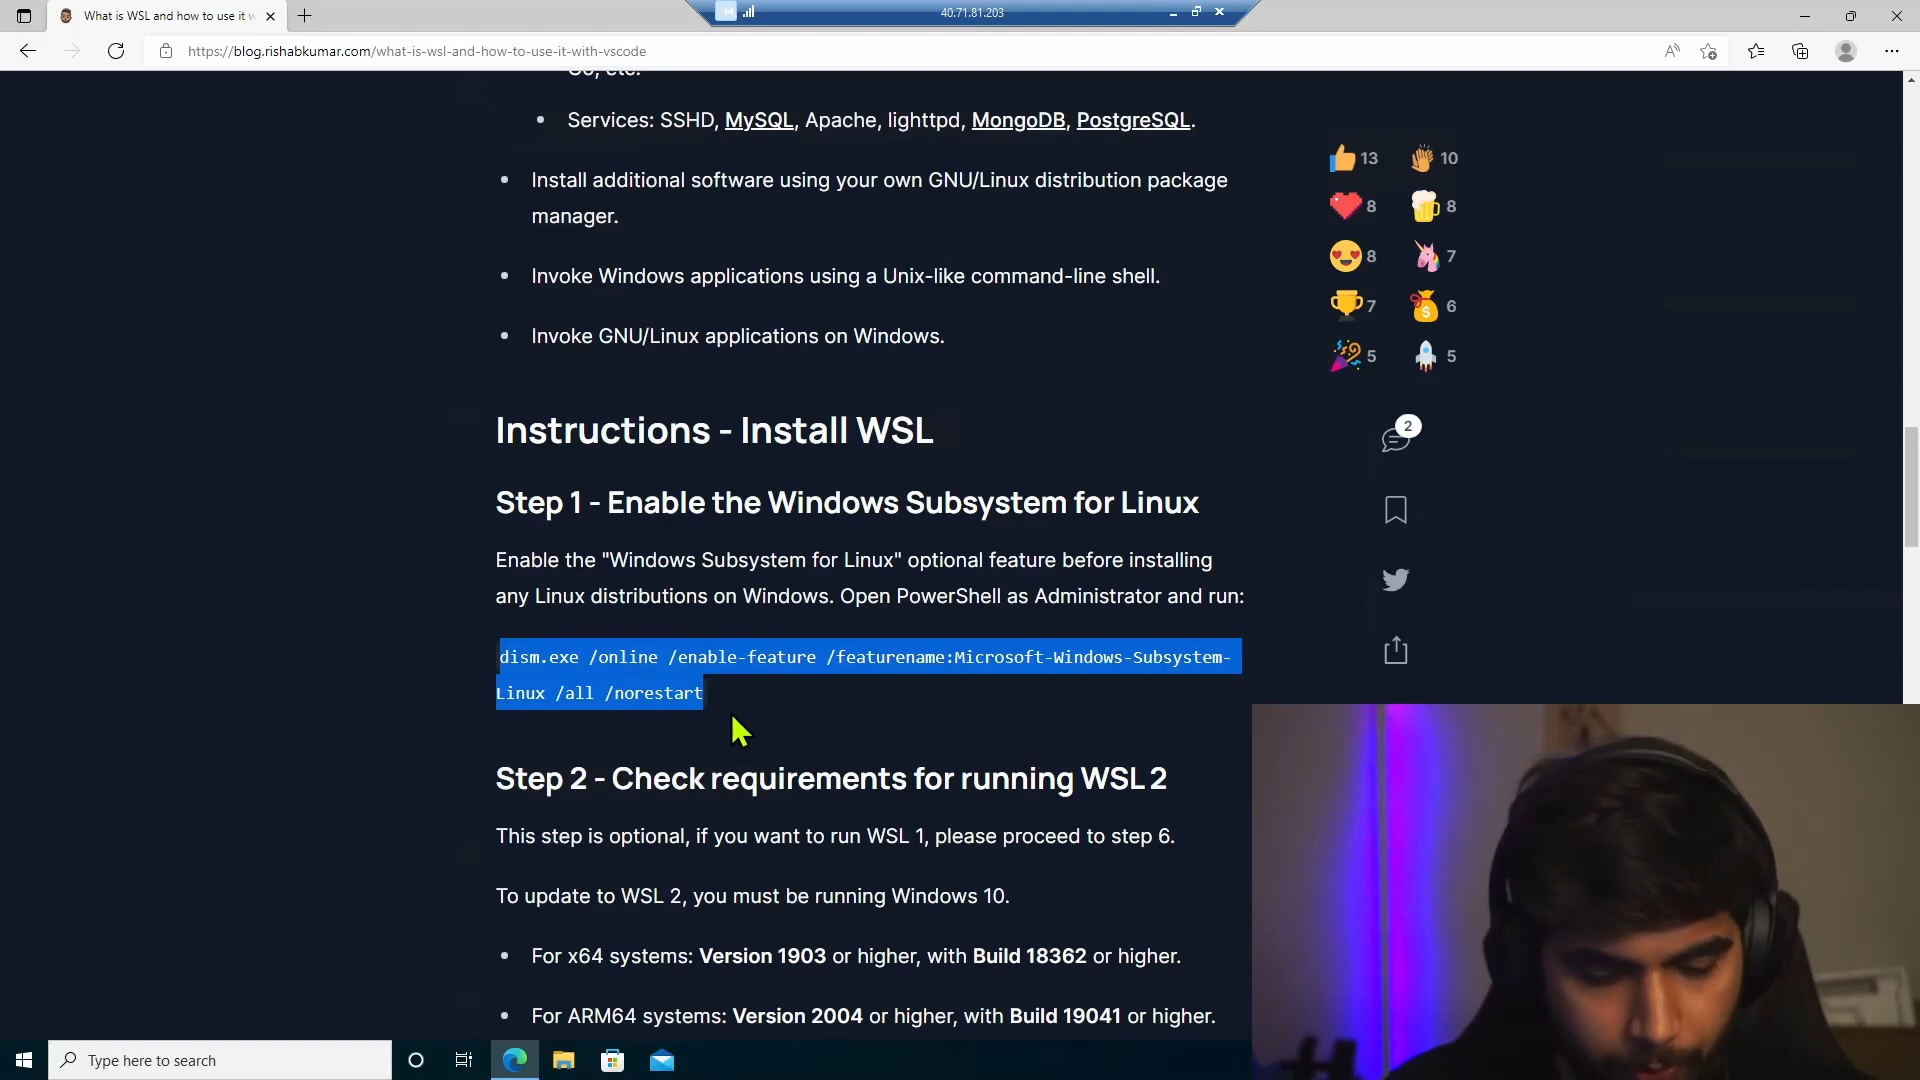 What is WSL and how to use it w
40.71.81.203
https://blog.rishabkumar.com/what-is-wsl-and-how-to-use-it-with-vscode
Go, etc.
Services: SSHD, MySQL, Apache, lighttpd, MongoDB, PostgreSQL.
Install additional software using your own GNU/Linux distribution package
manager.
Invoke Windows applications using a Unix-like command-line shell.
Invoke GNU/Linux applications on Windows.
13 10
8 8
8 7
7 6
5 5
2
Instructions - Install WSL
Step 1 - Enable the Windows Subsystem for Linux
Enable the "Windows Subsystem for Linux" optional feature before installing
any Linux distributions on Windows. Open PowerShell as Administrator and run:
dism.exe /online /enable-feature /featurename:Microsoft-Windows-Subsystem-
Linux /all /norestart
Step 2 - Check requirements for running WSL 2
This step is optional, if you want to run WSL 1, please proceed to step 6.
To update to WSL 2, you must be running Windows 10.
For x64 systems: Version 1903 or higher, with Build 18362 or higher.
For ARM64 systems: Version 2004 or higher, with Build 19041 or higher.
Type here to search